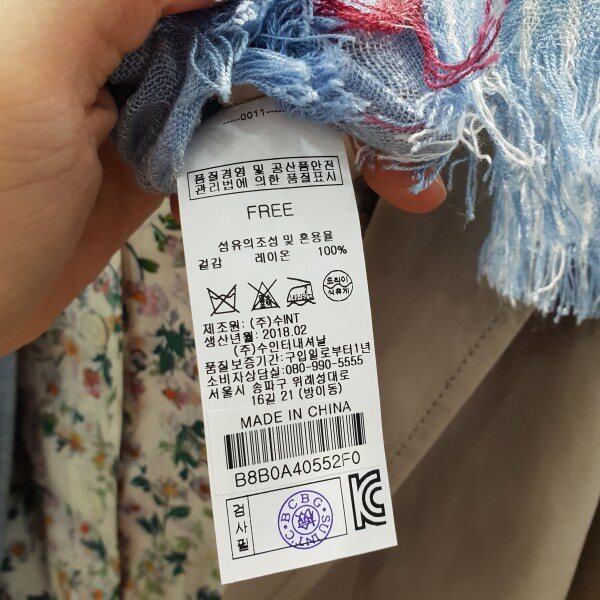 -----0011-----
품질경영 및 공산품안전
관리법에 의한 품질표시
FREE
섬유의조성 및 혼용율
겉감 레이온 100%
드라이
석유계
제조원: (주)수INT
생산년월: 2018.02
(주)수인터내셔날
품질보증기간:구입일로부터1년
소비자상담실:080-990-5555
서울시 송파구 위례성대로
16길 21 (방이동)
MADE IN CHINA
B8B0A40552F0
검사필
BCBG · SUINT.C